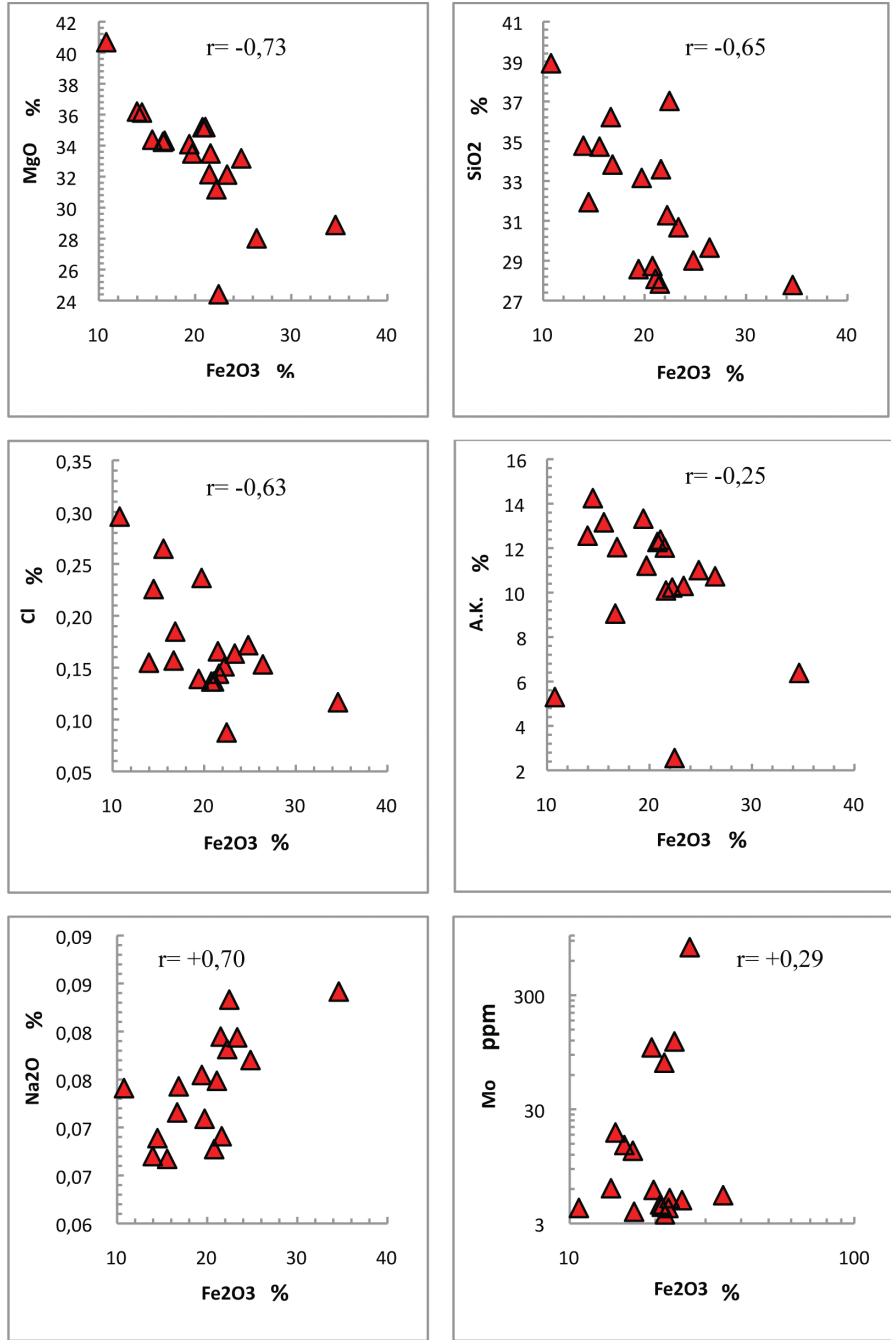 r= -0,73
MgO %
42
40
38
36
34
32
30
28
26
24
10 20 30 40
Fe2O3 %
r= -0,65
SiO2 %
41
39
37
35
33
31
29
27
10 20 30 40
Fe2O3 %
r= -0,63
Cl %
0,35
0,30
0,25
0,20
0,15
0,10
0,05
10 20 30 40
Fe2O3 %
r= -0,25
A.K. %
16
14
12
10
8
6
4
2
10 20 30 40
Fe2O3 %
r= +0,70
Na2O %
0,09
0,09
0,08
0,08
0,07
0,07
0,06
10 20 30 40
Fe2O3 %
r= +0,29
Mo ppm
300
30
3
10 100
Fe2O3 %